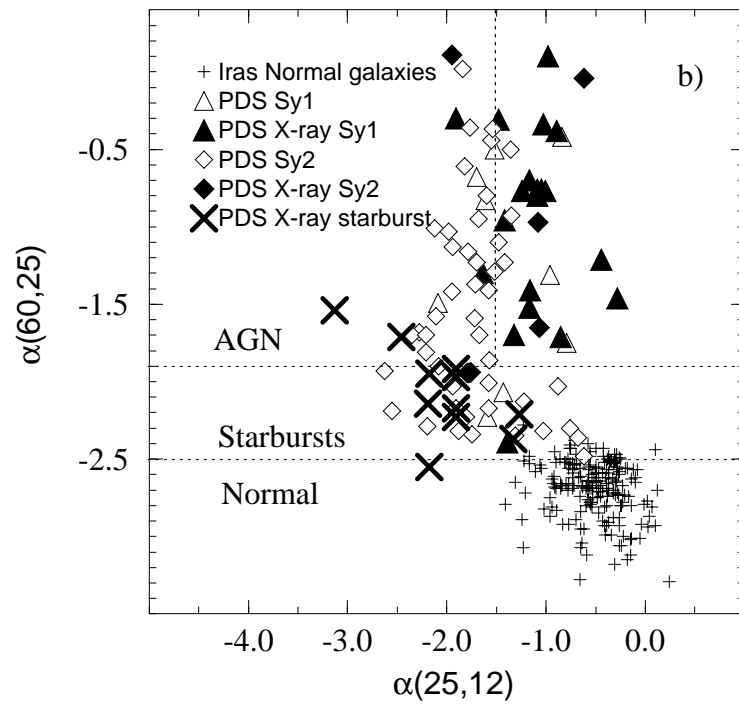 b)
Iras Normal galaxies
PDS Sy1
PDS X-ray Sy1
PDS Sy2
PDS X-ray Sy2
PDS X-ray starburst
-0.5
-1.5
-2.5
α(60,25)
AGN
Starbursts
Normal
-4.0 -3.0 -2.0 -1.0 0.0
α(25,12)